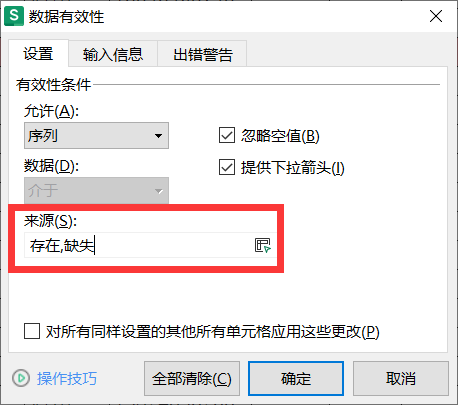 S 数据有效性
设置 输入信息 出错警告
有效性条件
允许(A):
序列 忽略空值(B)
数据(D): 提供下拉箭头(I)
介于
来源(S):
存在,缺失
对所有同样设置的其他所有单元格应用这些更改(P)
操作技巧 全部清除(C) 确定 取消